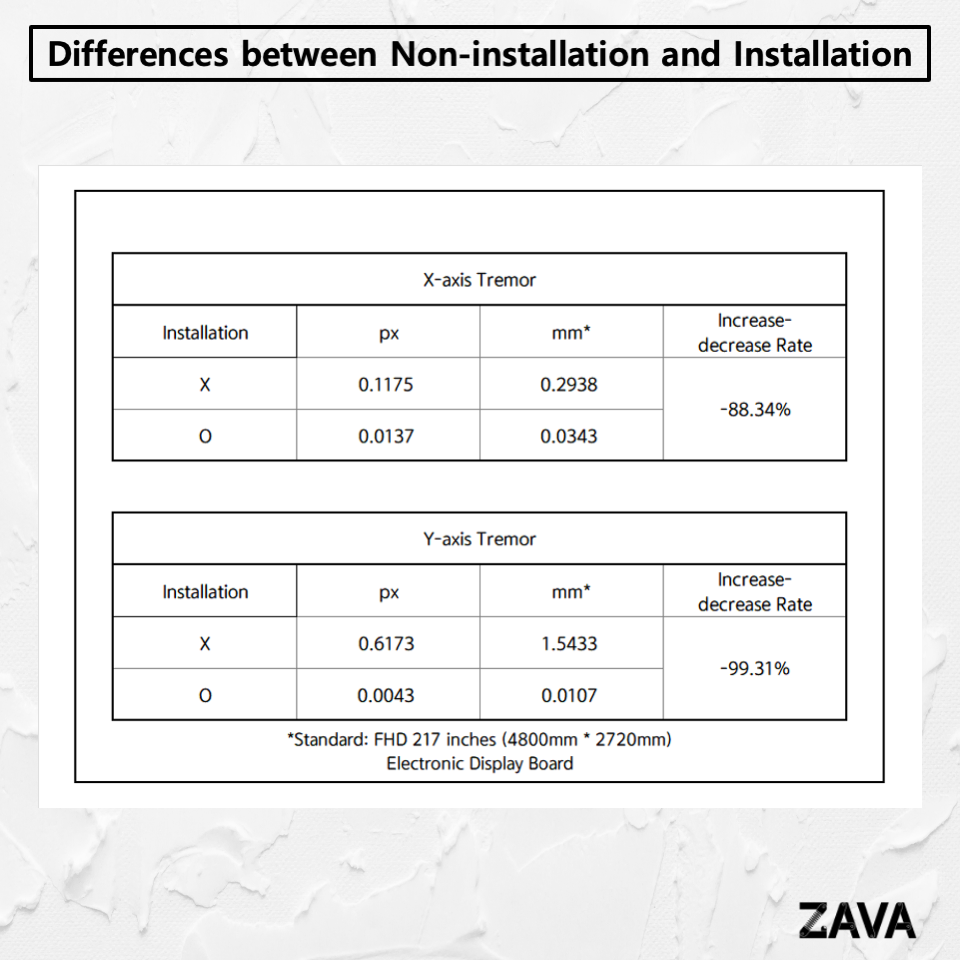 Differences between Non-installation and Installation
X-axis Tremor
Installation px mm* Increase-
decrease Rate
X 0.1175 0.2938
-88.34%
O 0.0137 0.0343
Y-axis Tremor
Installation px mm* Increase-
decrease Rate
X 0.6173 1.5433
-99.31%
O 0.0043 0.0107
*Standard: FHD 217 inches (4800mm * 2720mm)
Electronic Display Board
ZAVA